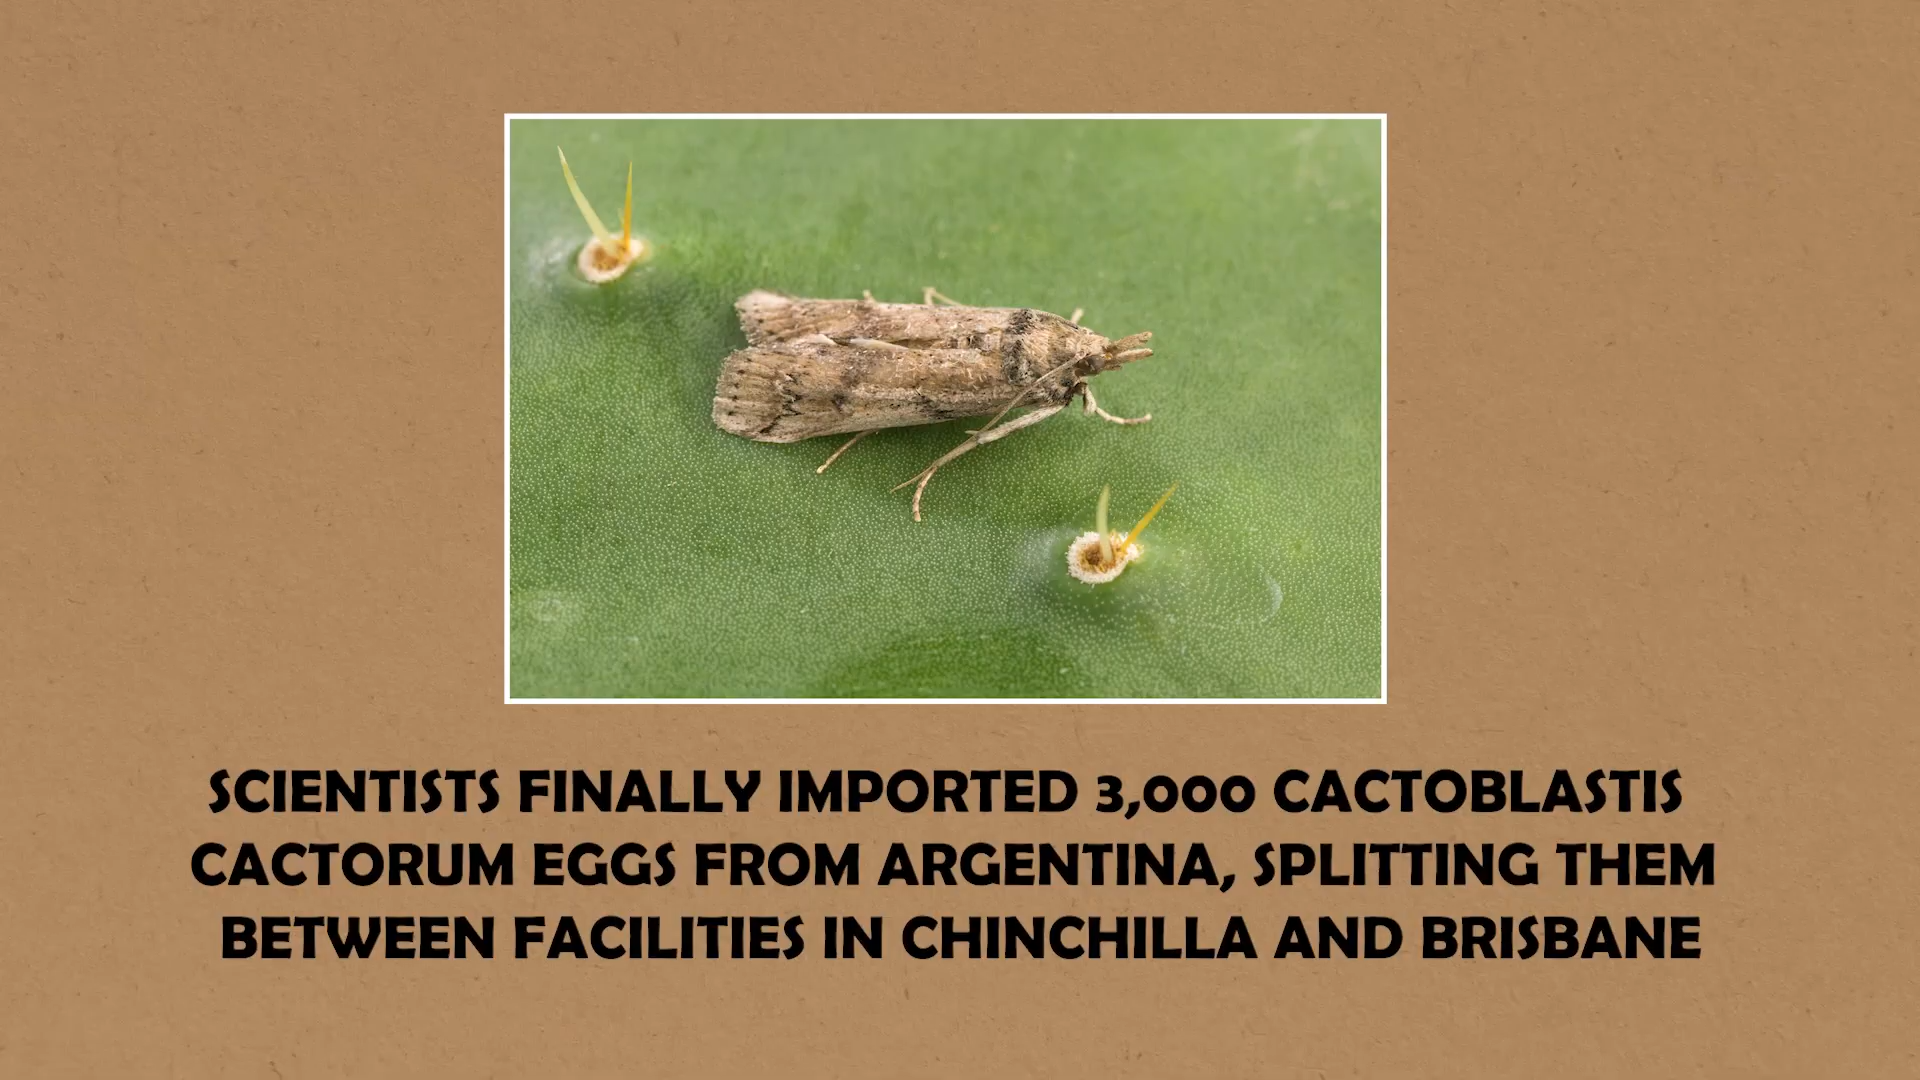 SCIENTISTS FINALLY IMPORTED 3,000 CACTOBLASTIS
CACTORUM EGGS FROM ARGENTINA, SPLITTING THEM
BETWEEN FACILITIES IN CHINCHILLA AND BRISBANE